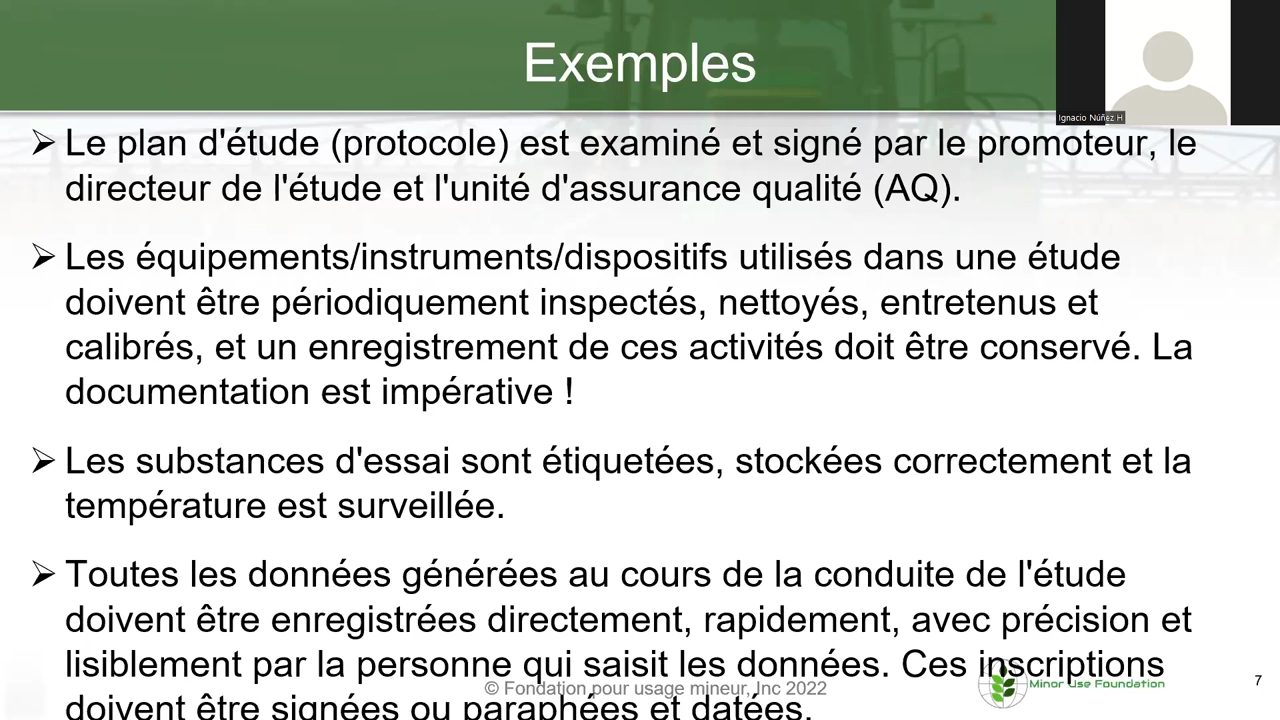 Exemples
Ignacio Núñez H
➢ Le plan d'étude (protocole) est examiné et signé par le promoteur, le
directeur de l'étude et l'unité d'assurance qualité (AQ).
➢ Les équipements/instruments/dispositifs utilisés dans une étude
doivent être périodiquement inspectés, nettoyés, entretenus et
calibrés, et un enregistrement de ces activités doit être conservé. La
documentation est impérative !
➢ Les substances d'essai sont étiquetées, stockées correctement et la
température est surveillée.
➢ Toutes les données générées au cours de la conduite de l'étude
doivent être enregistrées directement, rapidement, avec précision et
lisiblement par la personne qui saisit les données. Ces inscriptions
doivent être signées ou paraphées et datées.
© Fondation pour usage mineur, Inc 2022
Minor Use Foundation
7